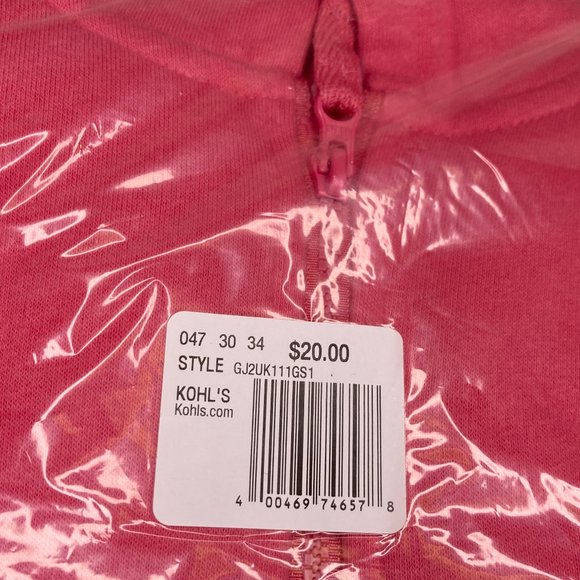 047 30 34 $20.00
STYLE GJ2UK111GS1
KOHL'S
Kohls.com
4 00469 74657 8